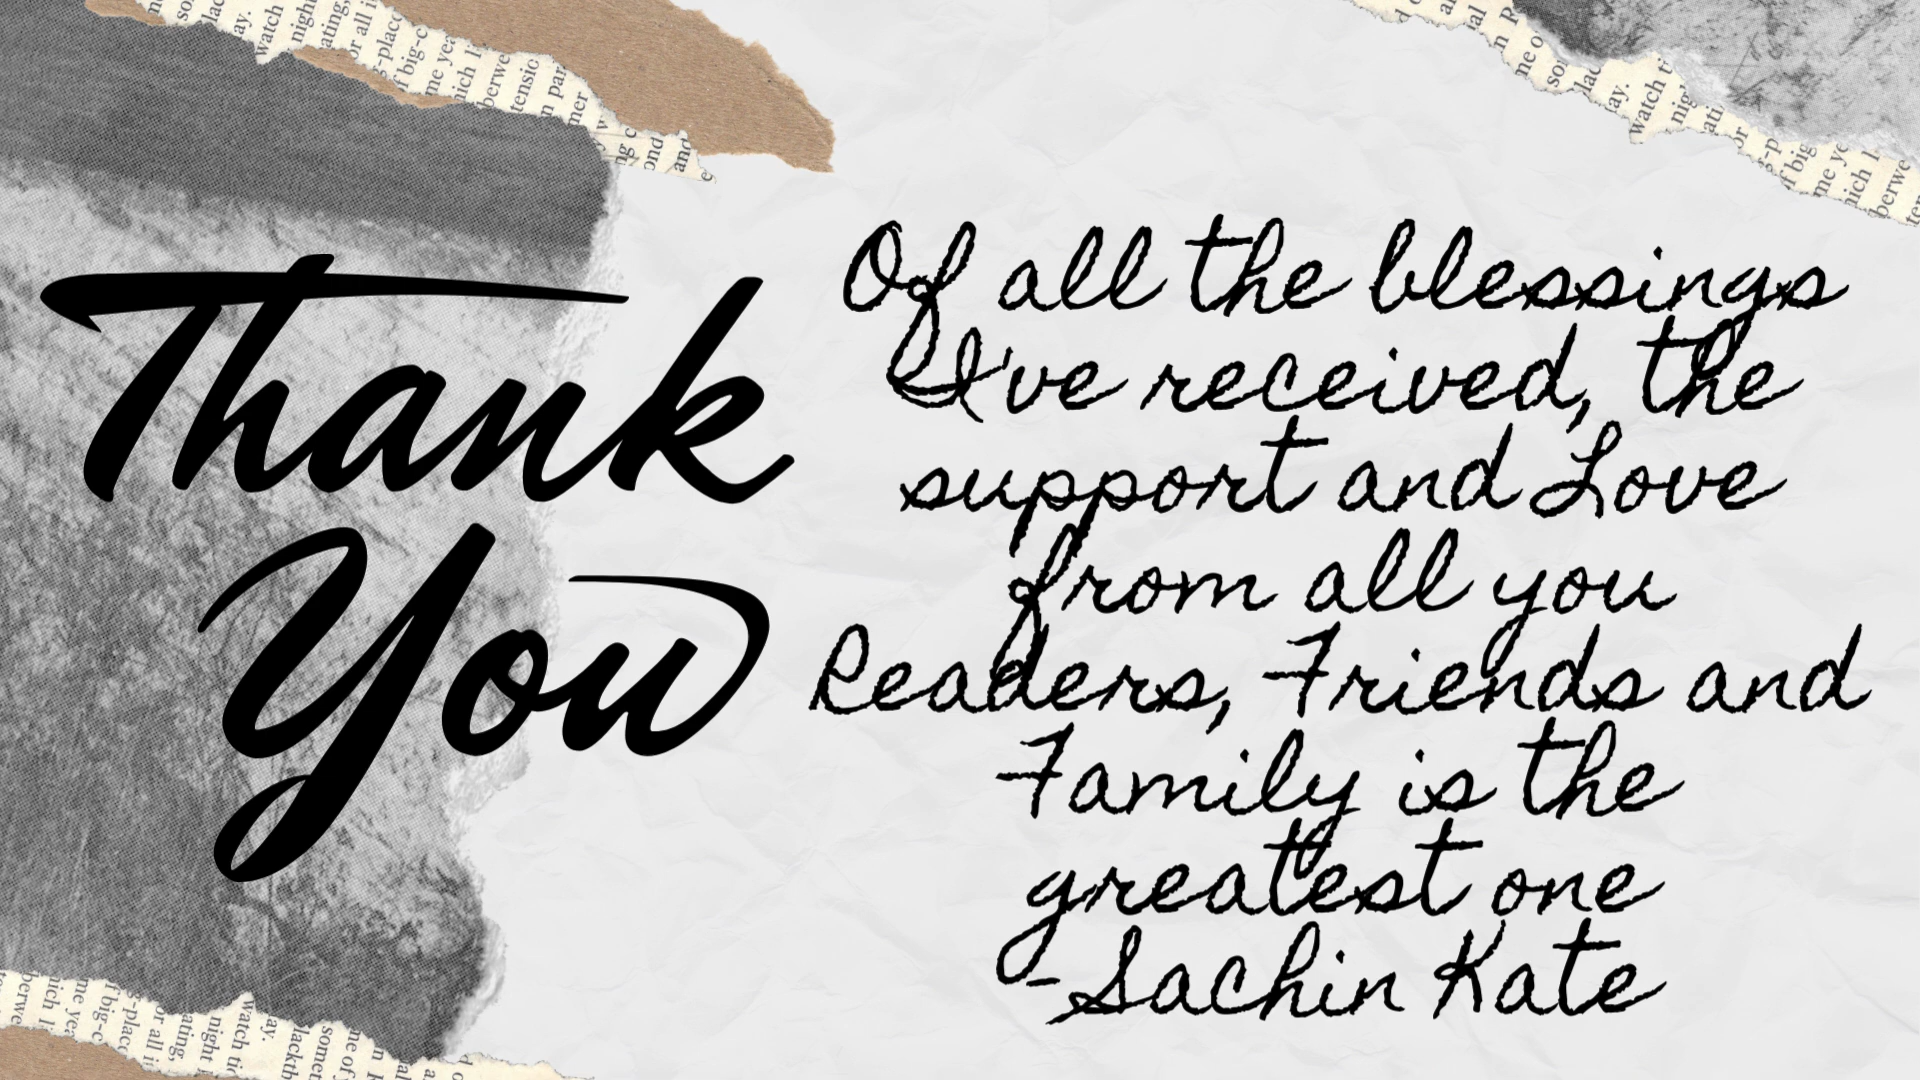 Thank
You
Of all the blessings
I've received, the
support and Love
from all you
Readers, Friends and
Family is the
greatest one
- Sachin Kate